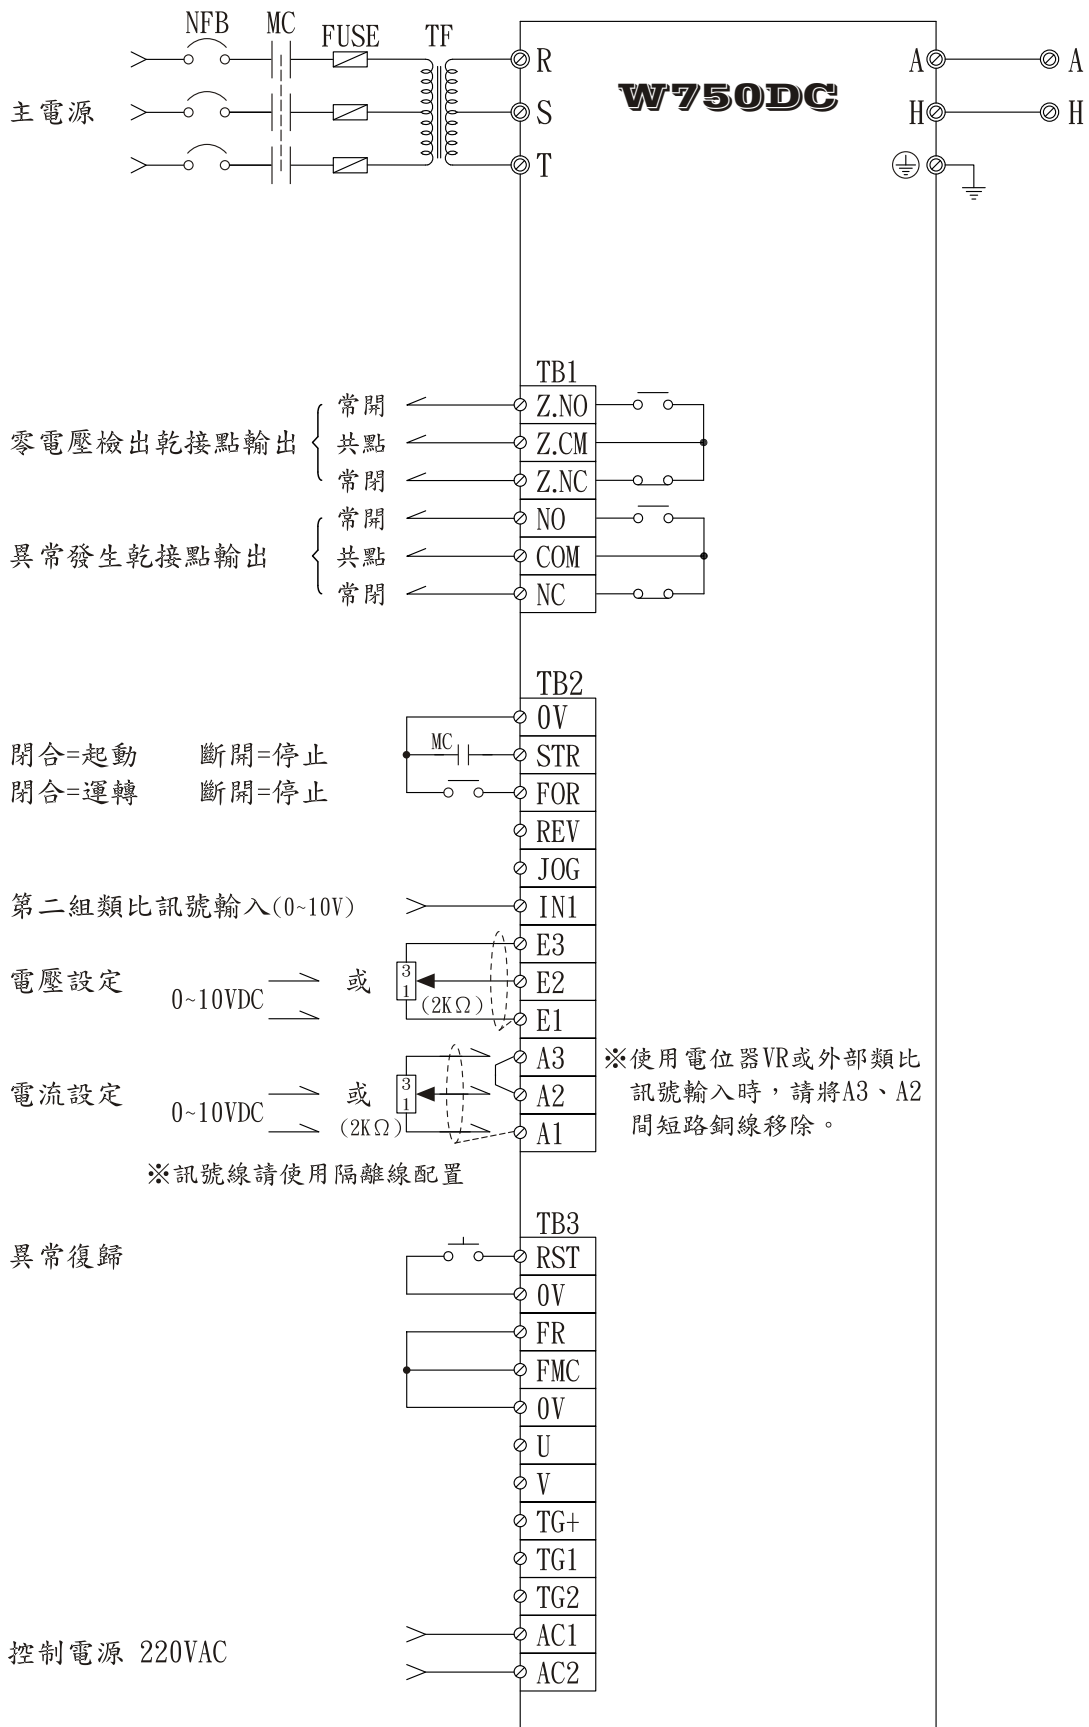 NFB MC FUSE TF
主電源
R
S
T
W750DC
A A
H H
TB1
零電壓檢出乾接點輸出
常開 Z.NO
共點 Z.CM
常閉 Z.NC
異常發生乾接點輸出
常開 NO
共點 COM
常閉 NC
TB2
0V
閉合=起動 斷開=停止 MC STR
閉合=運轉 斷開=停止 FOR
REV
JOG
第二組類比訊號輸入(0~10V) IN1
E3
電壓設定 0~10VDC 或 3 1 (2KΩ) E2
E1
A3
電流設定 0~10VDC 或 3 1 (2KΩ) A2
A1
※使用電位器VR或外部類比
訊號輸入時，請將A3、A2
間短路銅線移除。
※訊號線請使用隔離線配置
TB3
異常復歸 RST
0V
FR
FMC
0V
U
V
TG+
TG1
TG2
控制電源 220VAC
AC1
AC2